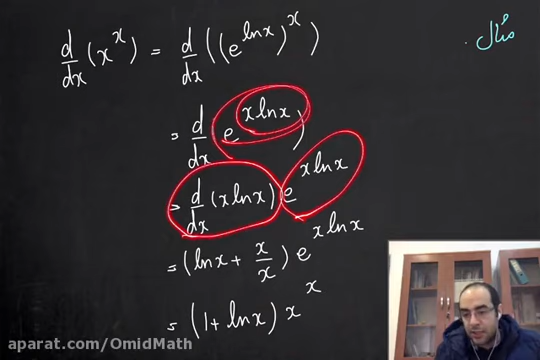 مثال.
d/dx (x^x) = d/dx ((e^{ln x})^x)
= d/dx e^{x ln x})
= d/dx (x ln x) e^{x ln x}
= (ln x + x/x) e^{x ln x}
= (1 + ln x) x^x
aparat.com/OmidMath